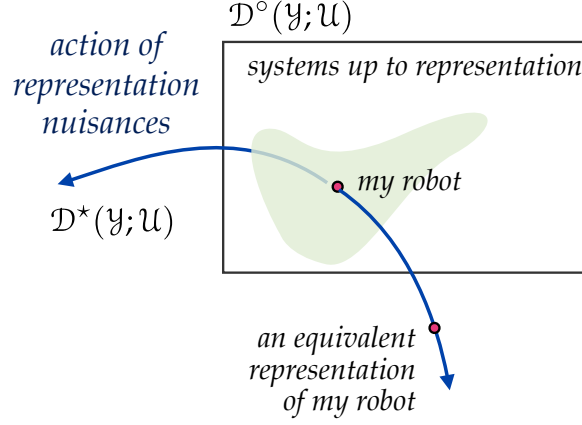 𝒟°(𝒴; 𝒰)
action of
representation
nuisances
systems up to representation
my robot
𝒟⋆(𝒴; 𝒰)
an equivalent
representation
of my robot